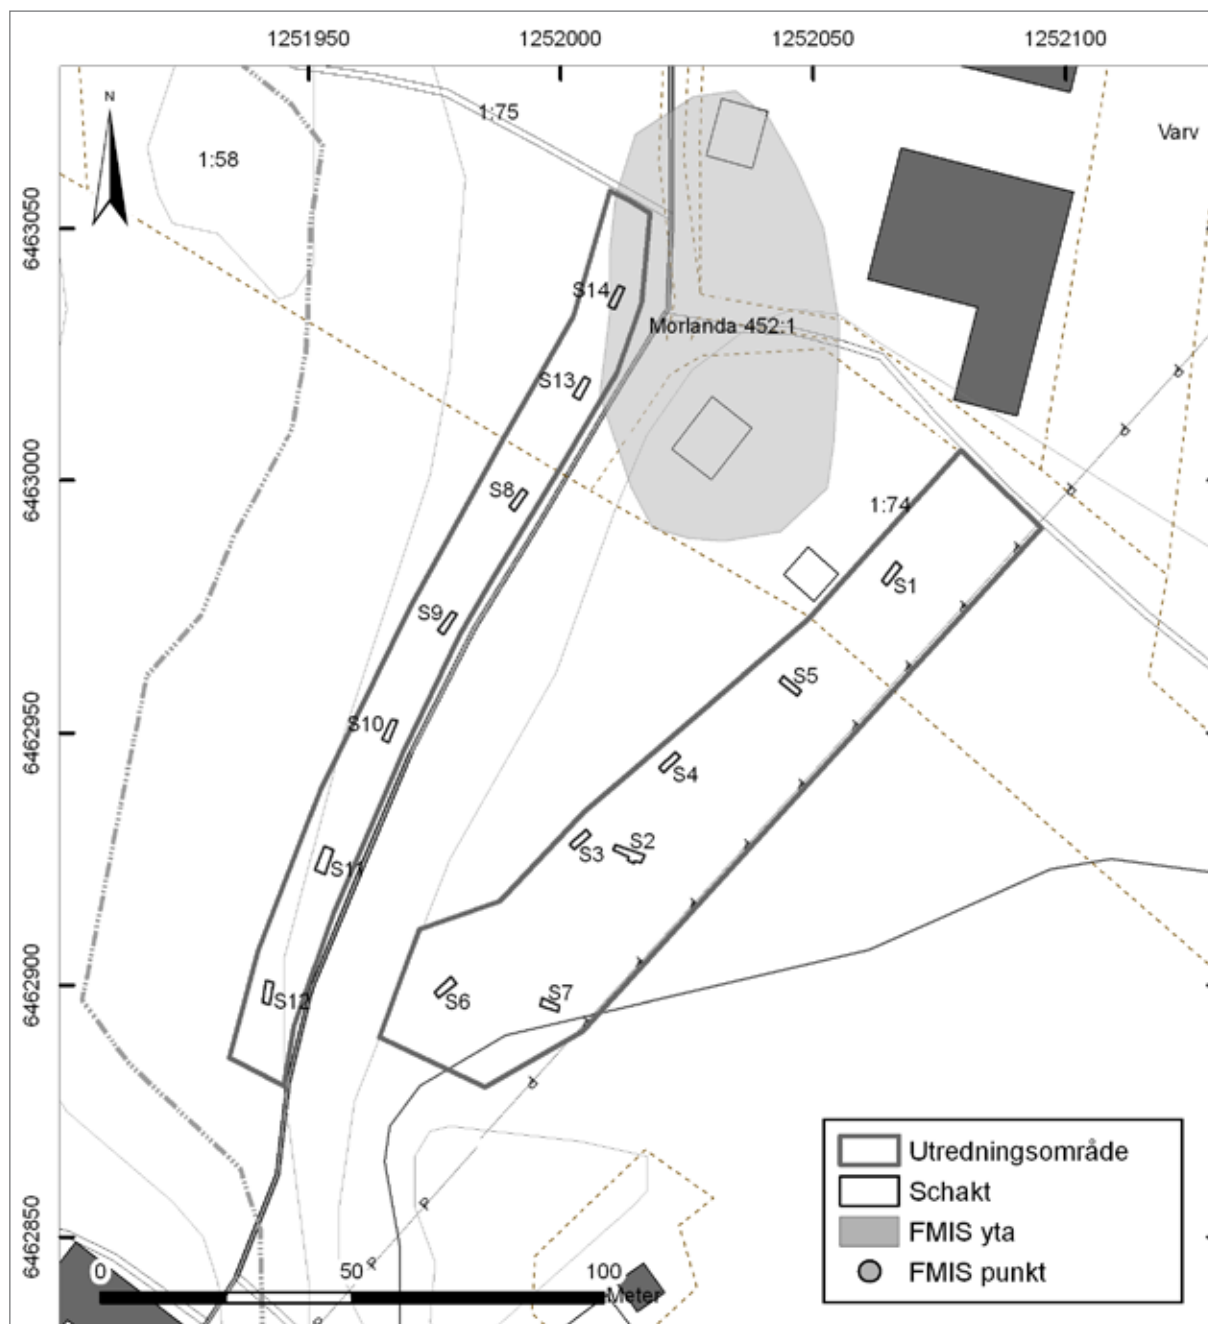 1251950 1252000 1252050 1252100
N
1:75
Varv
1:58
6463050
S14
Morlanda 452:1
S13
6463000
S8
1:74
S1
S9
S5
6462950
S10
S4
S2
S3
S11
6462900
S6
S7
S12
6462850
Utredningsområde
Schakt
FMIS yta
FMIS punkt
0 50 100
Meter